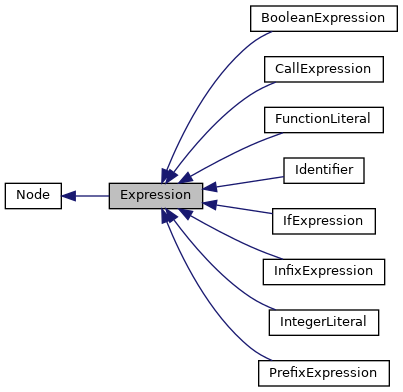 BooleanExpression
CallExpression
FunctionLiteral
Identifier
Node
Expression
IfExpression
InfixExpression
IntegerLiteral
PrefixExpression